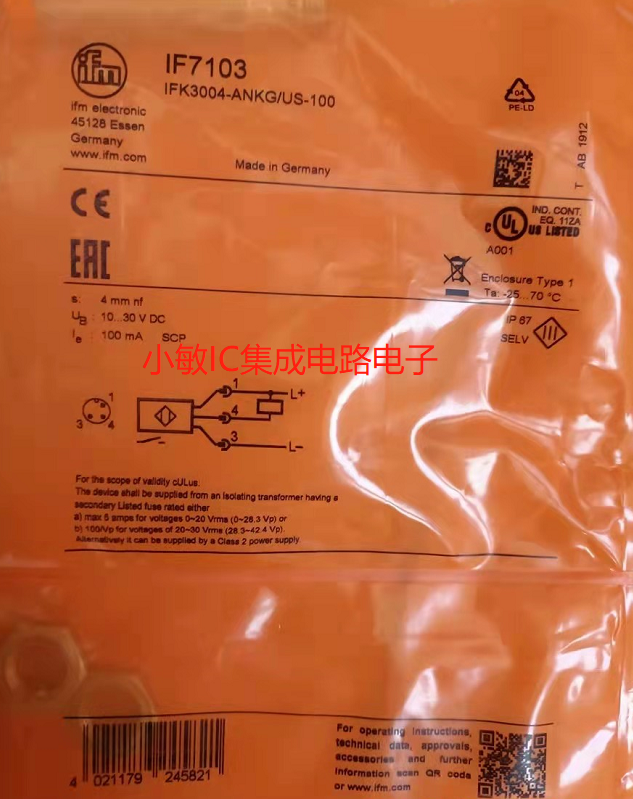 ifm
IF7103
IFK3004-ANKG/US-100
ifm electronic
45128 Essen
Germany
www.ifm.com
Made in Germany
04
PE-LD
T AB 1912
CE
EAC
c UL US LISTED
IND. CONT.
EQ. 11ZA
A001
Enclosure Type 1
Ta: -25...70 °C
IP 67
SELV
s: 4 mm nf
UB : 10...30 V DC
Ie : 100 mA SCP
小敏IC集成电路电子
1
3 4
1 L+
4
3 L-
For the scope of validity cULus:
The device shall be supplied from an isolating transformer having a
secondary Listed fuse rated either
a) max 5 amps for voltages 0~20 Vrms (0~28.3 Vp) or
b) 100/Vp for voltages of 20~30 Vrms (28.3~42.4 Vp).
Alternatively it can be supplied by a Class 2 power supply.
4 021179 245821
For operating instructions,
technical data, approvals,
accessories and further
information scan QR code
or www.ifm.com